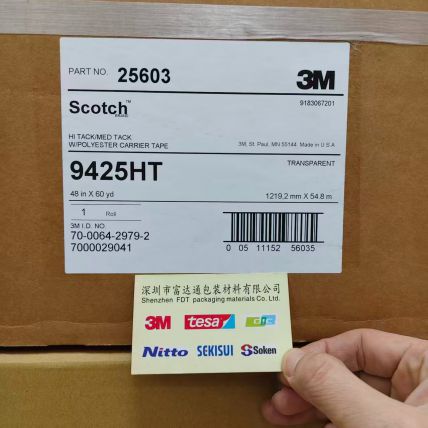 PART NO. 25603
3M
9183067201
Scotch™
BRAND
HI TACK/MED TACK
W/POLYESTER CARRIER TAPE
3M, St. Paul, MN 55144 Made in U S A
9425HT
TRANSPARENT
48 in X 60 yd
1219.2 mm X 54.8 m
1 Roll
3M I.D. NO
70-0064-2979-2
7000029041
0 05 11152 56035
深圳市富达通包装材料有限公司
Shenzhen FDT packaging materials Co. Ltd.
3M tesa dic
Nitto SEKISUI Soken